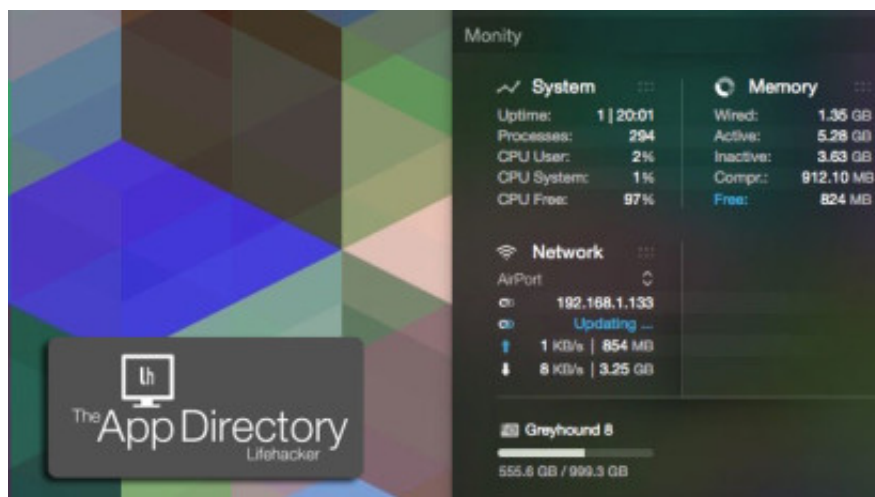 Monity
System
Uptime: 1 | 20:01
Processes: 294
CPU User: 2%
CPU System: 1%
CPU Free: 97%
Memory
Wired: 1.35 GB
Active: 5.28 GB
Inactive: 3.63 GB
Compr.: 912.10 MB
Free: 824 MB
Network
AirPort
192.168.1.133
Updating ...
1 KB/s | 854 MB
8 KB/s | 3.25 GB
Greyhound 8
555.6 GB / 999.3 GB
lh
The App Directory
Lifehacker